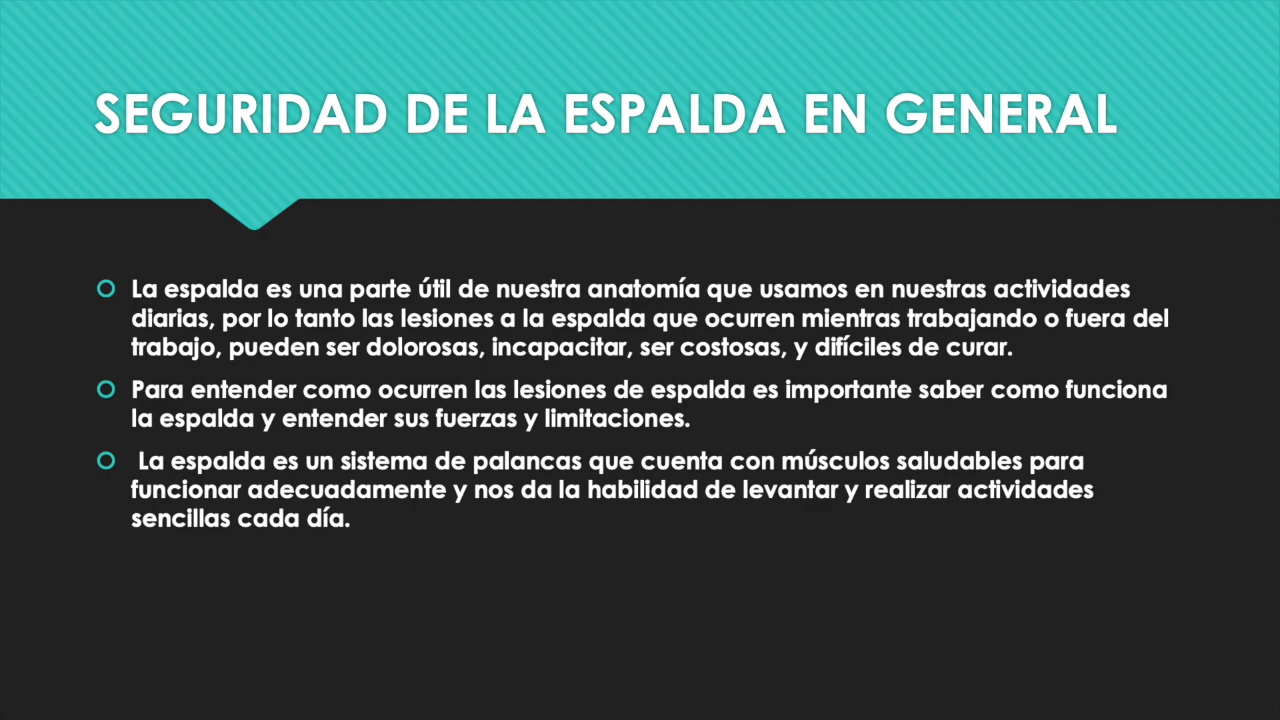 SEGURIDAD DE LA ESPALDA EN GENERAL
La espalda es una parte útil de nuestra anatomía que usamos en nuestras actividades
diarias, por lo tanto las lesiones a la espalda que ocurren mientras trabajando o fuera del
trabajo, pueden ser dolorosas, incapacitar, ser costosas, y difíciles de curar.
Para entender como ocurren las lesiones de espalda es importante saber como funciona
la espalda y entender sus fuerzas y limitaciones.
La espalda es un sistema de palancas que cuenta con músculos saludables para
funcionar adecuadamente y nos da la habilidad de levantar y realizar actividades
sencillas cada día.